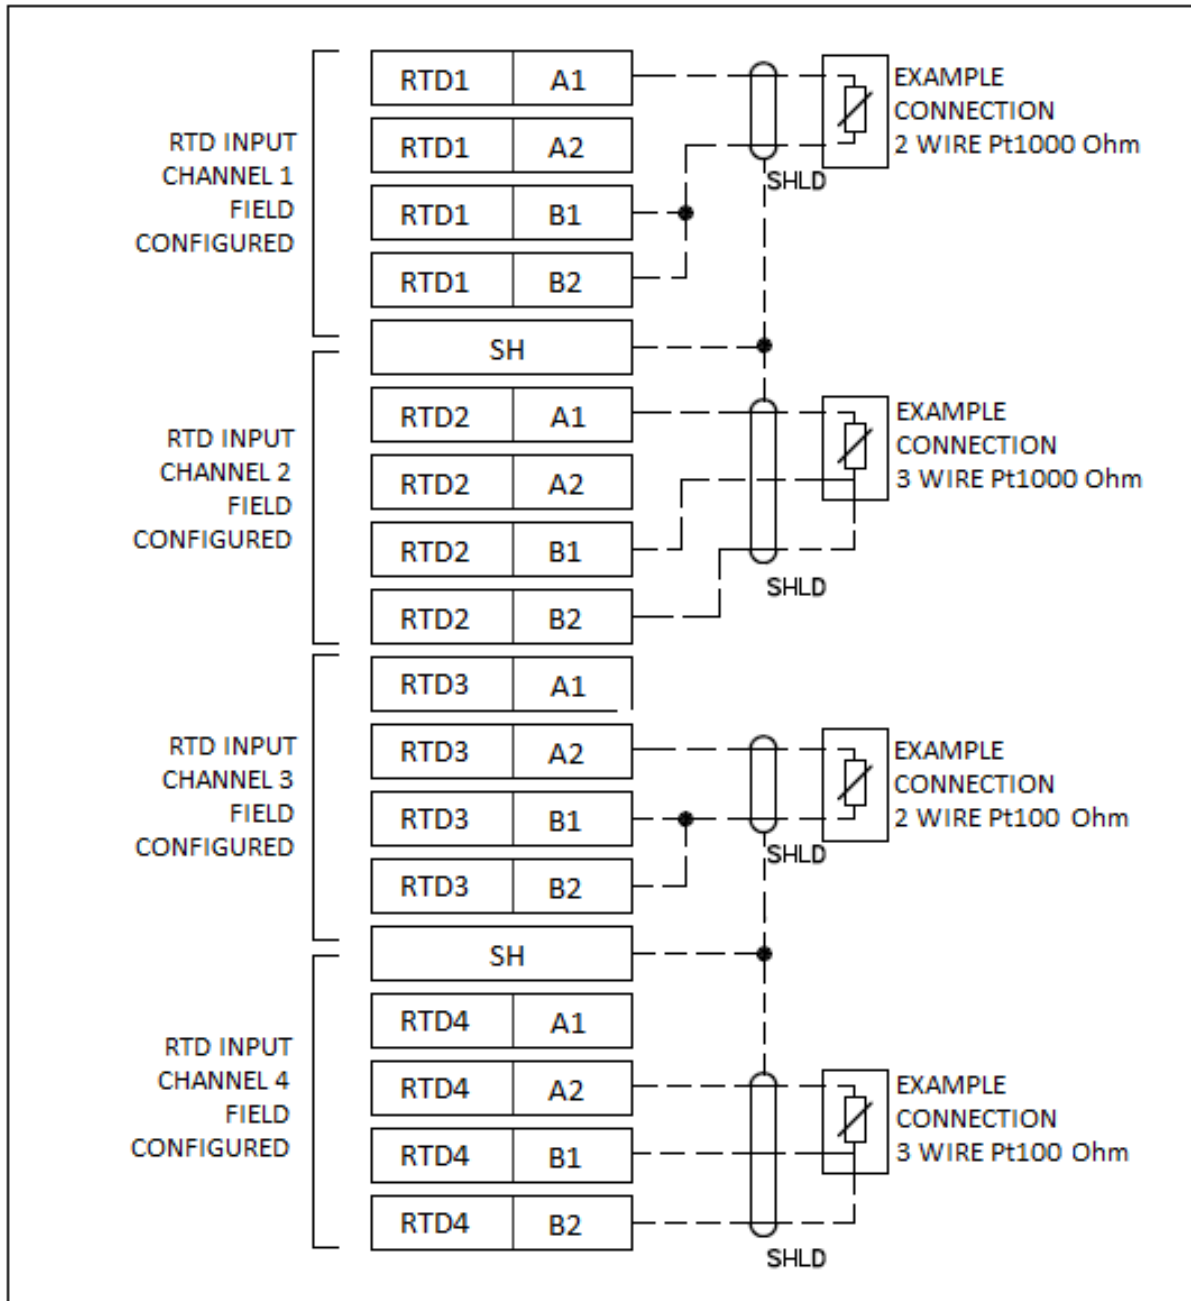 RTD INPUT
CHANNEL 1
FIELD
CONFIGURED
RTD1 A1
RTD1 A2
RTD1 B1
RTD1 B2
SH
EXAMPLE
CONNECTION
2 WIRE Pt1000 Ohm
SHLD
RTD INPUT
CHANNEL 2
FIELD
CONFIGURED
RTD2 A1
RTD2 A2
RTD2 B1
RTD2 B2
EXAMPLE
CONNECTION
3 WIRE Pt1000 Ohm
SHLD
RTD INPUT
CHANNEL 3
FIELD
CONFIGURED
RTD3 A1
RTD3 A2
RTD3 B1
RTD3 B2
SH
EXAMPLE
CONNECTION
2 WIRE Pt100 Ohm
SHLD
RTD INPUT
CHANNEL 4
FIELD
CONFIGURED
RTD4 A1
RTD4 A2
RTD4 B1
RTD4 B2
EXAMPLE
CONNECTION
3 WIRE Pt100 Ohm
SHLD